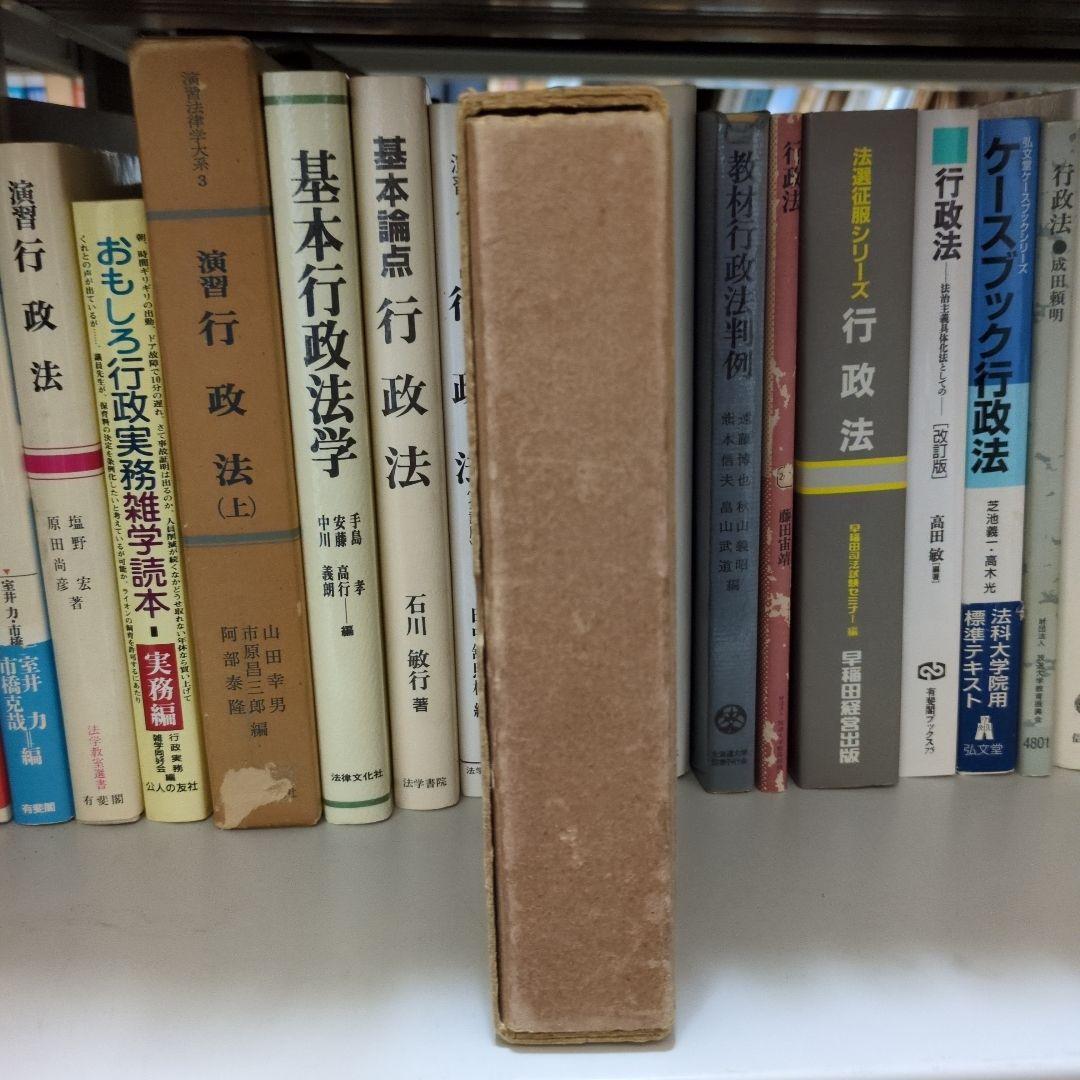 室井 力・市橋
室井 力
市橋克哉=編
有斐閣
演習
行政法
塩野 宏
原田尚彦 著
法学教室選書
有斐閣
おもしろ行政実務雑学読本・
実務編
行政実務
雑学同好会 編
公人の友社
演習法律学大系 3
演習
行政法
(上)
山田幸男
市原昌三郎
阿部泰隆 編
基本行政法学
手島 孝
安藤 高行
中川 義朗
編
法律文化社
基本論点
行政法
石川 敏行 著
法学書院
教材行政法判例
遠藤博也 秋山義昭
熊本信夫 畠山武道 編
行政法
藤田宙靖
法選征服シリーズ
行政法
早稲田司法試験セミナー 編
早稲田経営出版
行政法
法治主義具体化法としての
[改訂版]
高田 敏 [編著]
有斐閣ブックス
弘文堂ケースブックシリーズ
ケースブック行政法
芝池義一・高木 光
法科大学院用
標準テキスト
弘文堂
行政法●成田頼明
4801